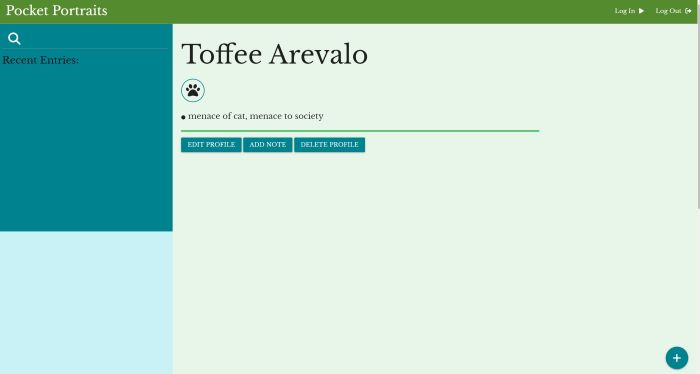 Pocket Portraits
Log In
Log Out
Recent Entries:
Toffee Arevalo
menace of cat, menace to society
EDIT PROFILE
ADD NOTE
DELETE PROFILE